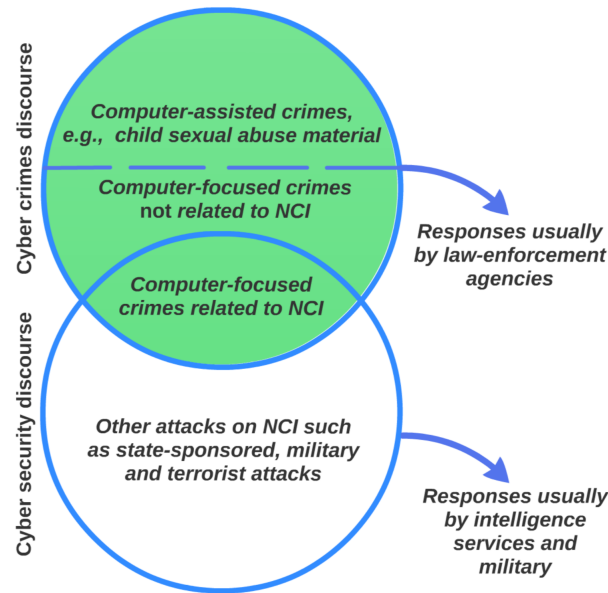 Cyber crimes discourse
Computer-assisted crimes,
e.g., child sexual abuse material
Computer-focused crimes
not related to NCI
Responses usually
by law-enforcement
agencies
Computer-focused
crimes related to NCI
Cyber security discourse
Other attacks on NCI such
as state-sponsored, military
and terrorist attacks
Responses usually
by intelligence
services and
military